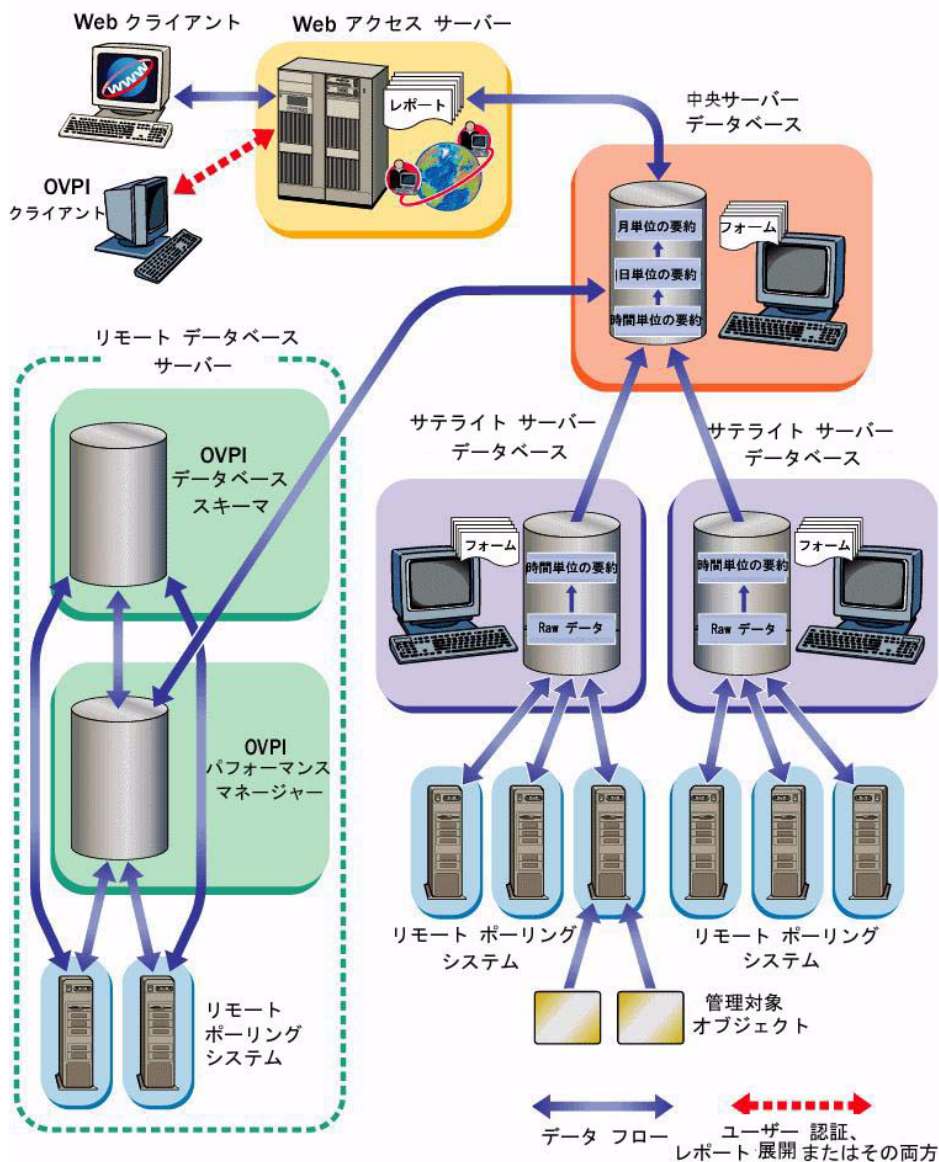 Web クライアント
Web アクセス サーバー
レポート
中央サーバー
データベース
OVPI
クライアント
月単位の要約
日単位の要約
時間単位の要約
フォーム
リモート データベース
サーバー
OVPI
データベース
スキーマ
OVPI
パフォーマンス
マネージャー
リモート
ポーリング
システム
サテライト サーバー
データベース
サテライト サーバー
データベース
フォーム
時間単位の要約
Raw データ
時間単位の要約
Raw データ
フォーム
リモート ポーリング
システム
リモート ポーリング
システム
管理対象
オブジェクト
データ フロー
ユーザー 認証、
レポート 展開 またはその両方